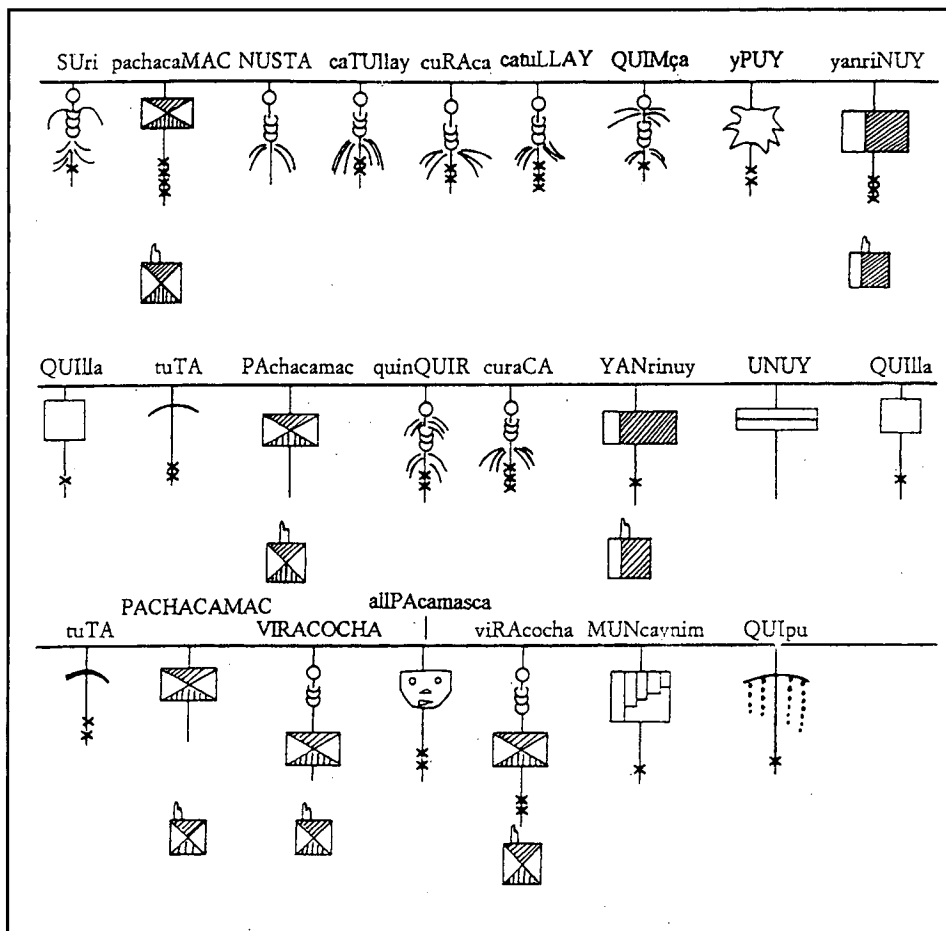 SUri pachacaMAC NUSTA caTUllay cuRAca catuLLAY QUIMça yPUY yanriiNUY
QUIlla tuTA PAchacamac quinQUIR curaCA YANrinuy UNUY QUIlla
tuTA PACHACAMAC VIRACOCHA allPAcamasca viRAcocha MUNcaynim QUIpu